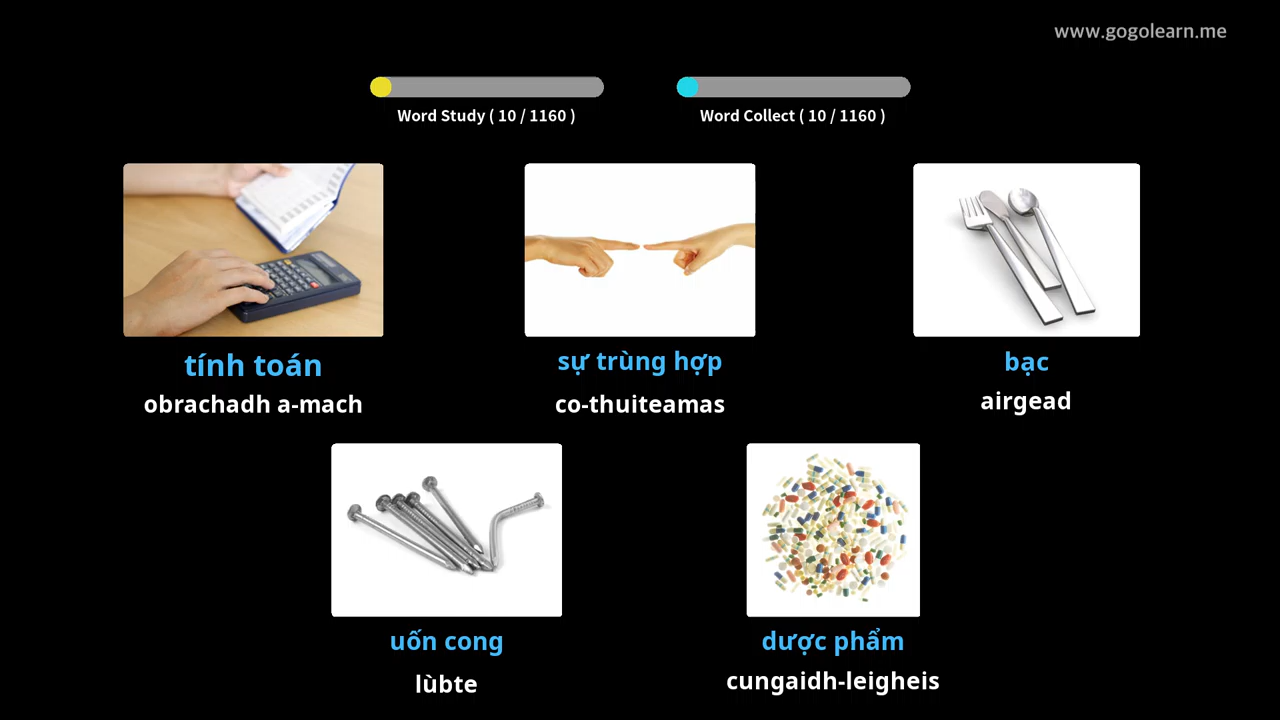 www.gogolearn.me
Word Study ( 10 / 1160 )
Word Collect ( 10 / 1160 )
tính toán
obrachadh a-mach
sự trùng hợp
co-thuiteamas
bạc
airgead
uốn cong
lùbte
dược phẩm
cungaidh-leigheis